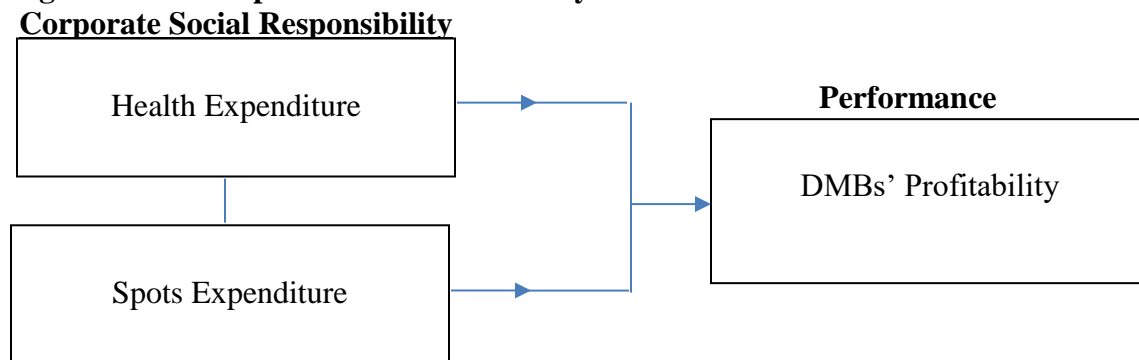 Corporate Social Responsibility
Health Expenditure
Performance
DMBs’ Profitability
Spots Expenditure